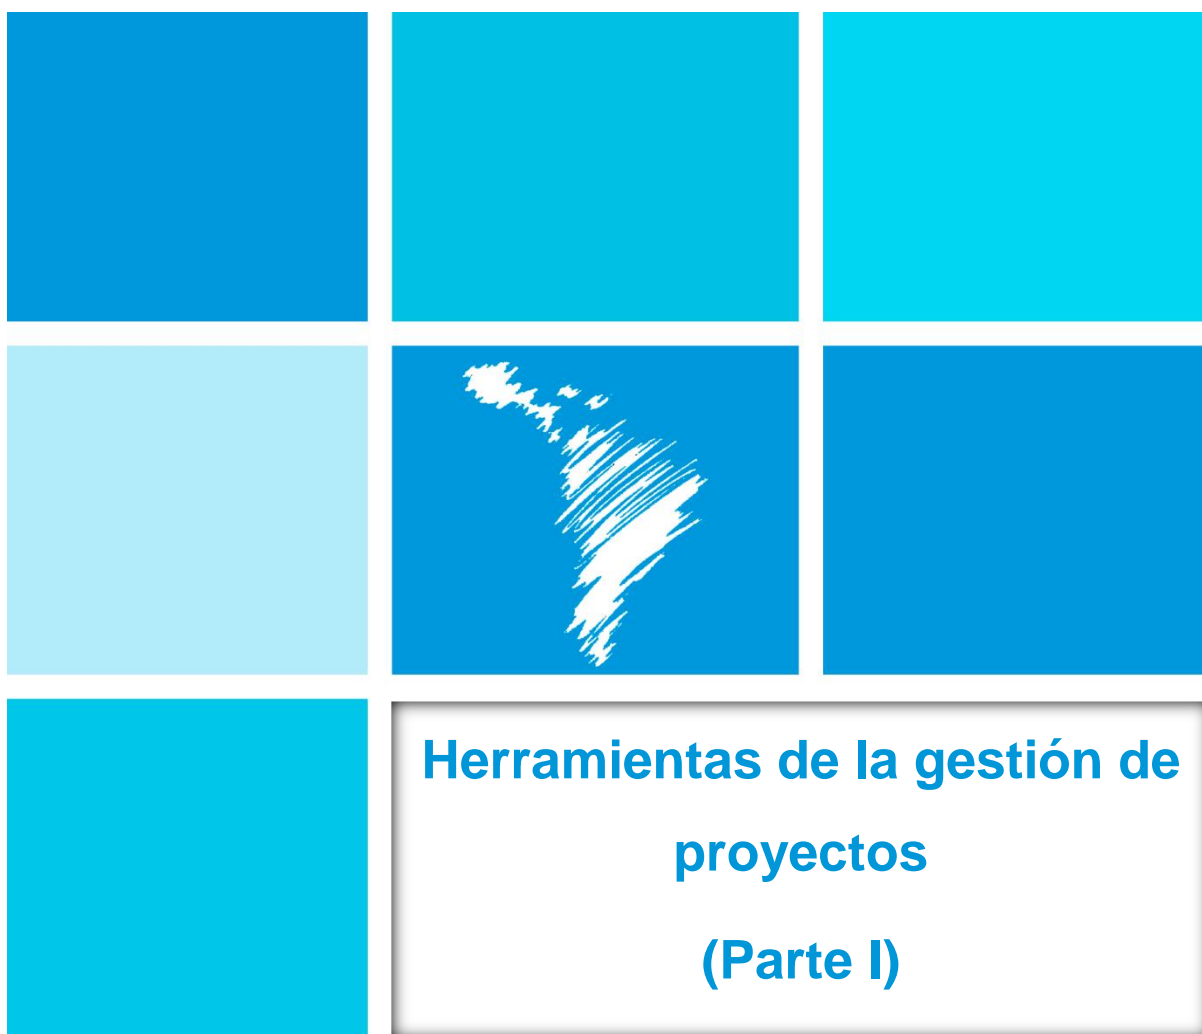 Herramientas de la gestión de
proyectos
(Parte I)